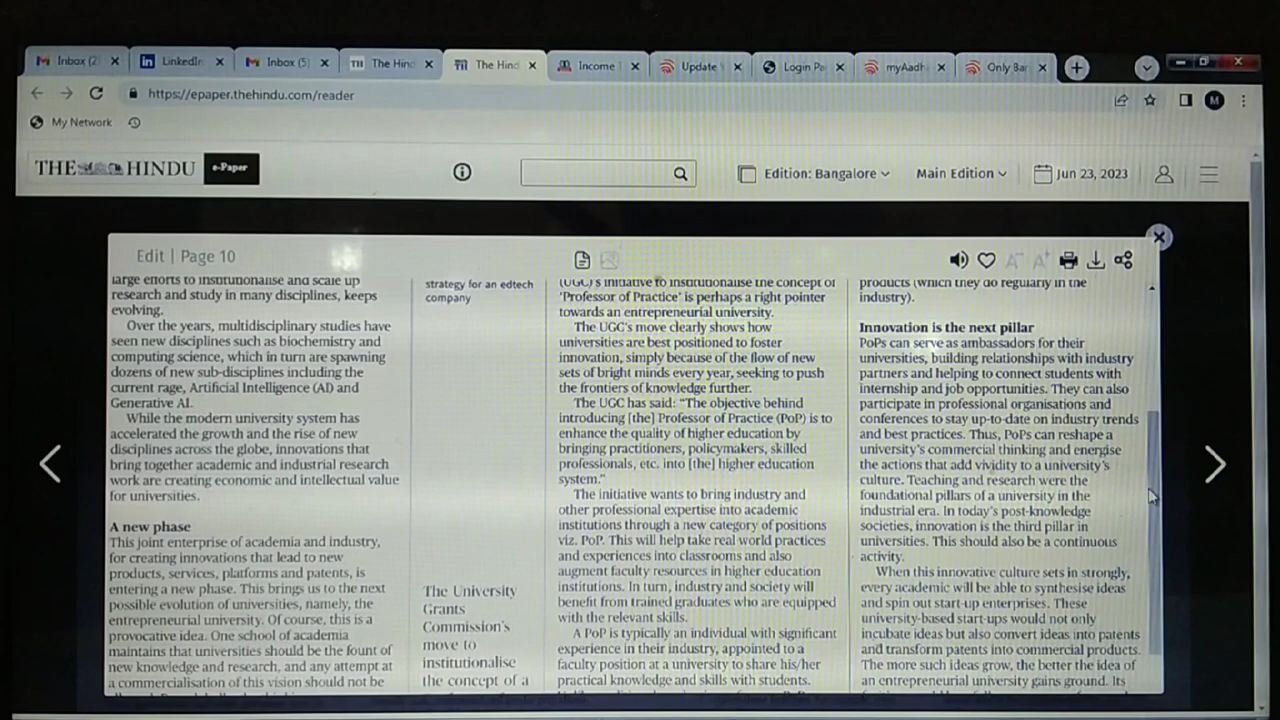 Inbox (2
LinkedIn
Inbox (5)
The Hind
The Hind
Income
Update
Login Pa
myAadh
Only Bar
https://epaper.thehindu.com/reader
M
My Network
THE HINDU
e-Paper
Edition: Bangalore
Main Edition
Jun 23, 2023
Edit | Page 10
A⁻
A⁺
large efforts to institutionalise and scale up
research and study in many disciplines, keeps
evolving.
Over the years, multidisciplinary studies have
seen new disciplines such as biochemistry and
computing science, which in turn are spawning
dozens of new sub-disciplines including the
current rage, Artificial Intelligence (AI) and
Generative AI.
While the modern university system has
accelerated the growth and the rise of new
disciplines across the globe, innovations that
bring together academic and industrial research
work are creating economic and intellectual value
for universities.
A new phase
This joint enterprise of academia and industry,
for creating innovations that lead to new
products, services, platforms and patents, is
entering a new phase. This brings us to the next
possible evolution of universities, namely, the
entrepreneurial university. Of course, this is a
provocative idea. One school of academia
maintains that universities should be the fount of
new knowledge and research, and any attempt at
a commercialisation of this vision should not be
strategy for an edtech
company
The University
Grants
Commission's
move to
institutionalise
the concept of a
(UGC)'s initiative to institutionalise the concept of
'Professor of Practice' is perhaps a right pointer
towards an entrepreneurial university.
The UGC's move clearly shows how
universities are best positioned to foster
innovation, simply because of the flow of new
sets of bright minds every year, seeking to push
the frontiers of knowledge further.
The UGC has said: "The objective behind
introducing [the] Professor of Practice (PoP) is to
enhance the quality of higher education by
bringing practitioners, policymakers, skilled
professionals, etc. into [the] higher education
system."
The initiative wants to bring industry and
other professional expertise into academic
institutions through a new category of positions
viz. PoP. This will help take real world practices
and experiences into classrooms and also
augment faculty resources in higher education
institutions. In turn, industry and society will
benefit from trained graduates who are equipped
with the relevant skills.
A PoP is typically an individual with significant
experience in their industry, appointed to a
faculty position at a university to share his/her
practical knowledge and skills with students.
products (which they do regularly in the
industry).
Innovation is the next pillar
PoPs can serve as ambassadors for their
universities, building relationships with industry
partners and helping to connect students with
internship and job opportunities. They can also
participate in professional organisations and
conferences to stay up-to-date on industry trends
and best practices. Thus, PoPs can reshape a
university's commercial thinking and energise
the actions that add vividity to a university's
culture. Teaching and research were the
foundational pillars of a university in the
industrial era. In today's post-knowledge
societies, innovation is the third pillar in
universities. This should also be a continuous
activity.
When this innovative culture sets in strongly,
every academic will be able to synthesise ideas
and spin out start-up enterprises. These
university-based start-ups would not only
incubate ideas but also convert ideas into patents
and transform patents into commercial products.
The more such ideas grow, the better the idea of
an entrepreneurial university gains ground. Its